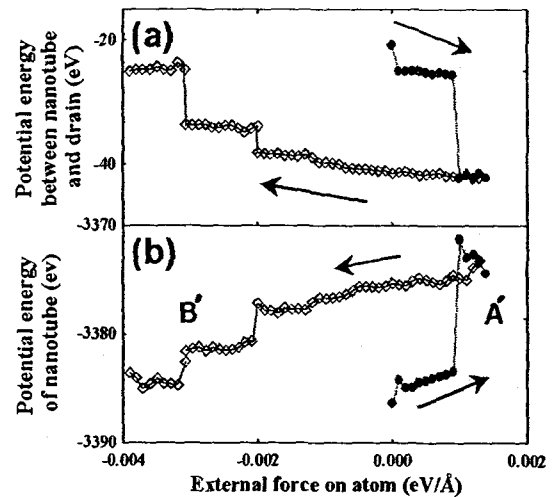 (a)
-20
-40
Potential energy
between nanotube
and drain (eV)
-3370
(b)
B′
A′
-3380
-3390
Potential energy
of nanotube (ev)
-0.004
-0.002
0.000
0.002
External force on atom (eV/Å)